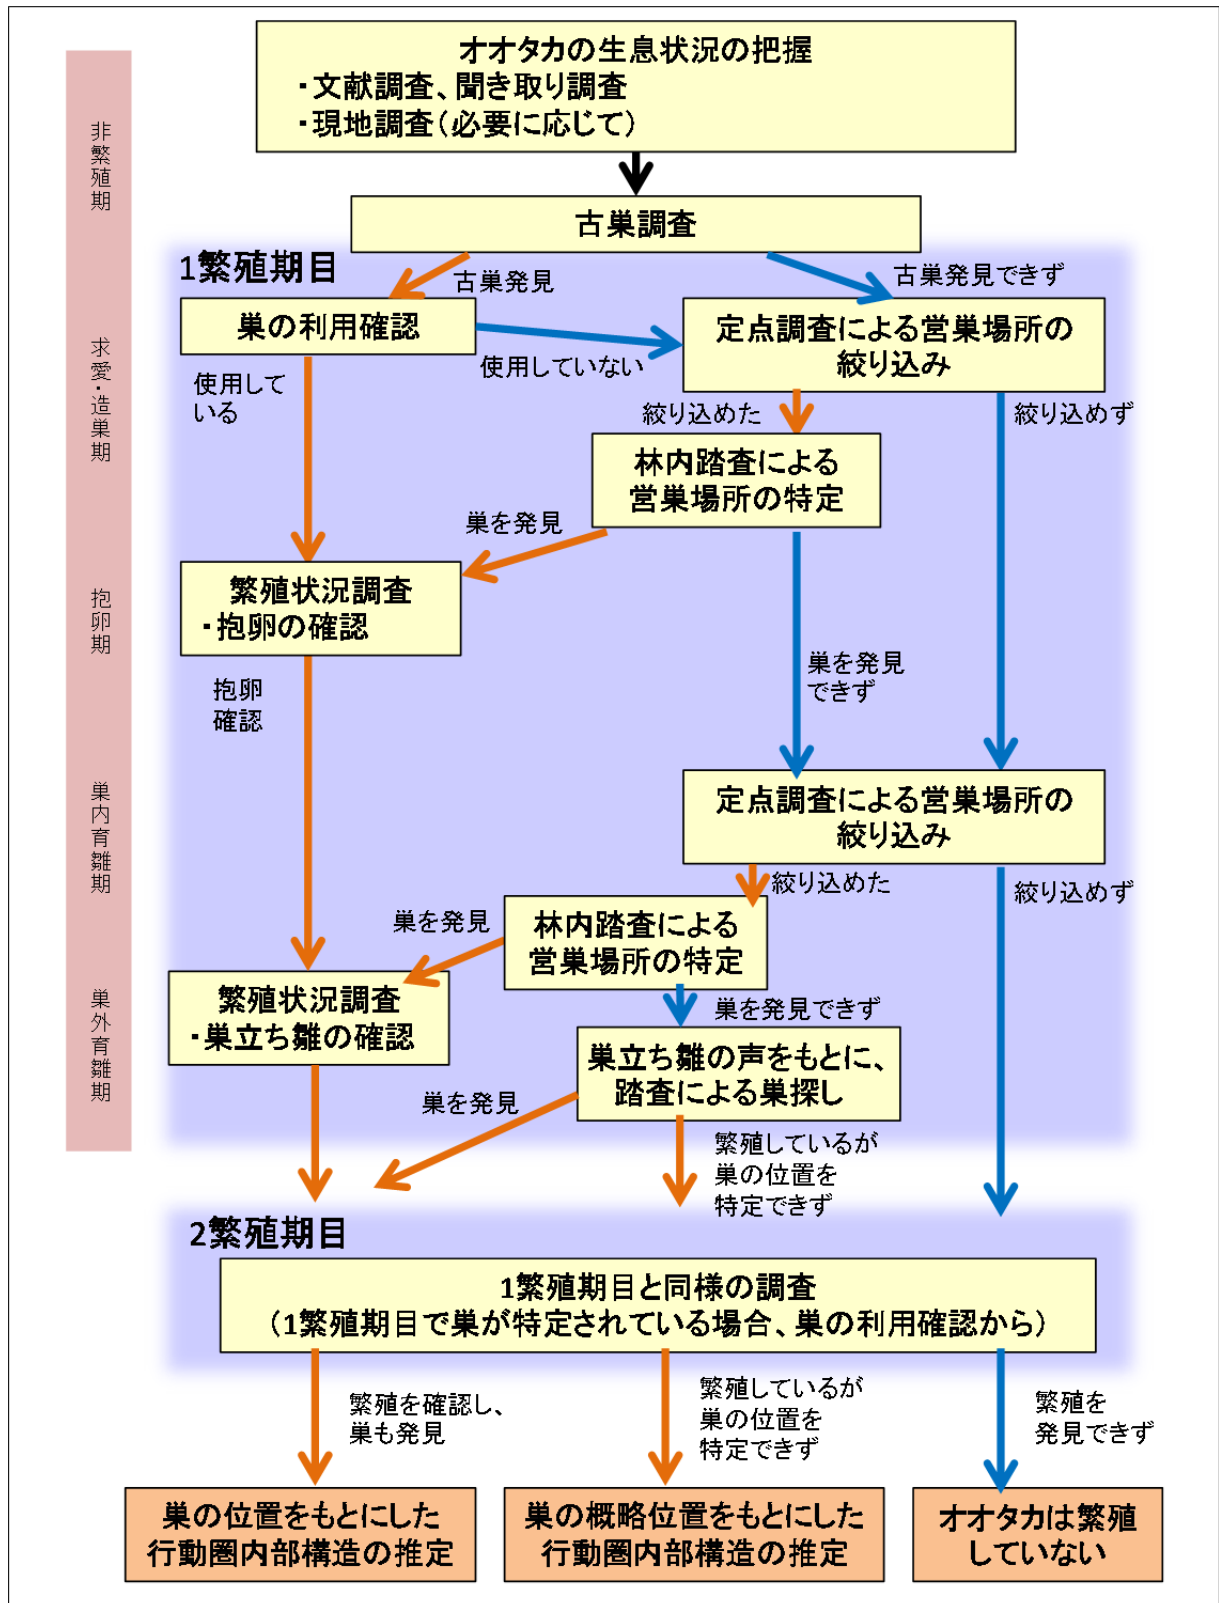 オオタカの生息状況の把握
・文献調査、聞き取り調査
・現地調査（必要に応じて）
非繁殖期
古巣調査
1繁殖期目
古巣発見
古巣発見できず
巣の利用確認
定点調査による営巣場所の
絞り込み
求愛・造巣期
使用していない
使用して
いる
絞り込めた
絞り込めず
林内踏査による
営巣場所の特定
巣を発見
繁殖状況調査
・抱卵の確認
抱卵期
巣を発見
できず
抱卵
確認
定点調査による営巣場所の
絞り込み
巣内育雛期
絞り込めた
絞り込めず
林内踏査による
営巣場所の特定
巣を発見
繁殖状況調査
・巣立ち雛の確認
巣外育雛期
巣を発見できず
巣立ち雛の声をもとに、
踏査による巣探し
巣を発見
繁殖しているが
巣の位置を
特定できず
2繁殖期目
1繁殖期目と同様の調査
（1繁殖期目で巣が特定されている場合、巣の利用確認から）
繁殖を確認し、
巣も発見
繁殖しているが
巣の位置を
特定できず
繁殖を
発見できず
巣の位置をもとにした
行動圏内部構造の推定
巣の概略位置をもとにした
行動圏内部構造の推定
オオタカは繁殖
していない